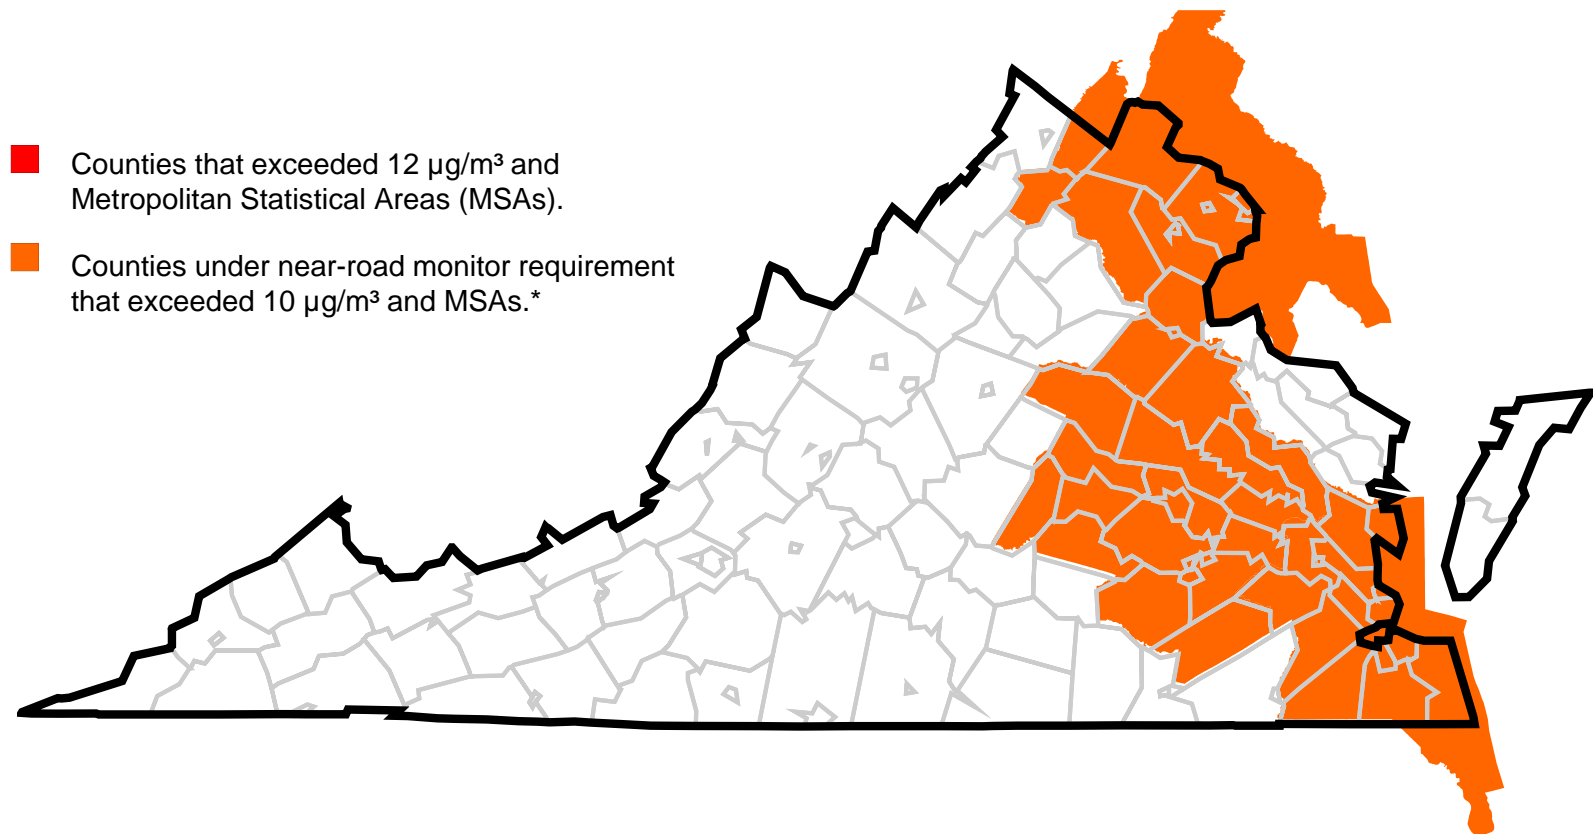 Counties that exceeded 12 µg/m³ and
Metropolitan Statistical Areas (MSAs).
Counties under near-road monitor requirement
that exceeded 10 µg/m³ and MSAs.*